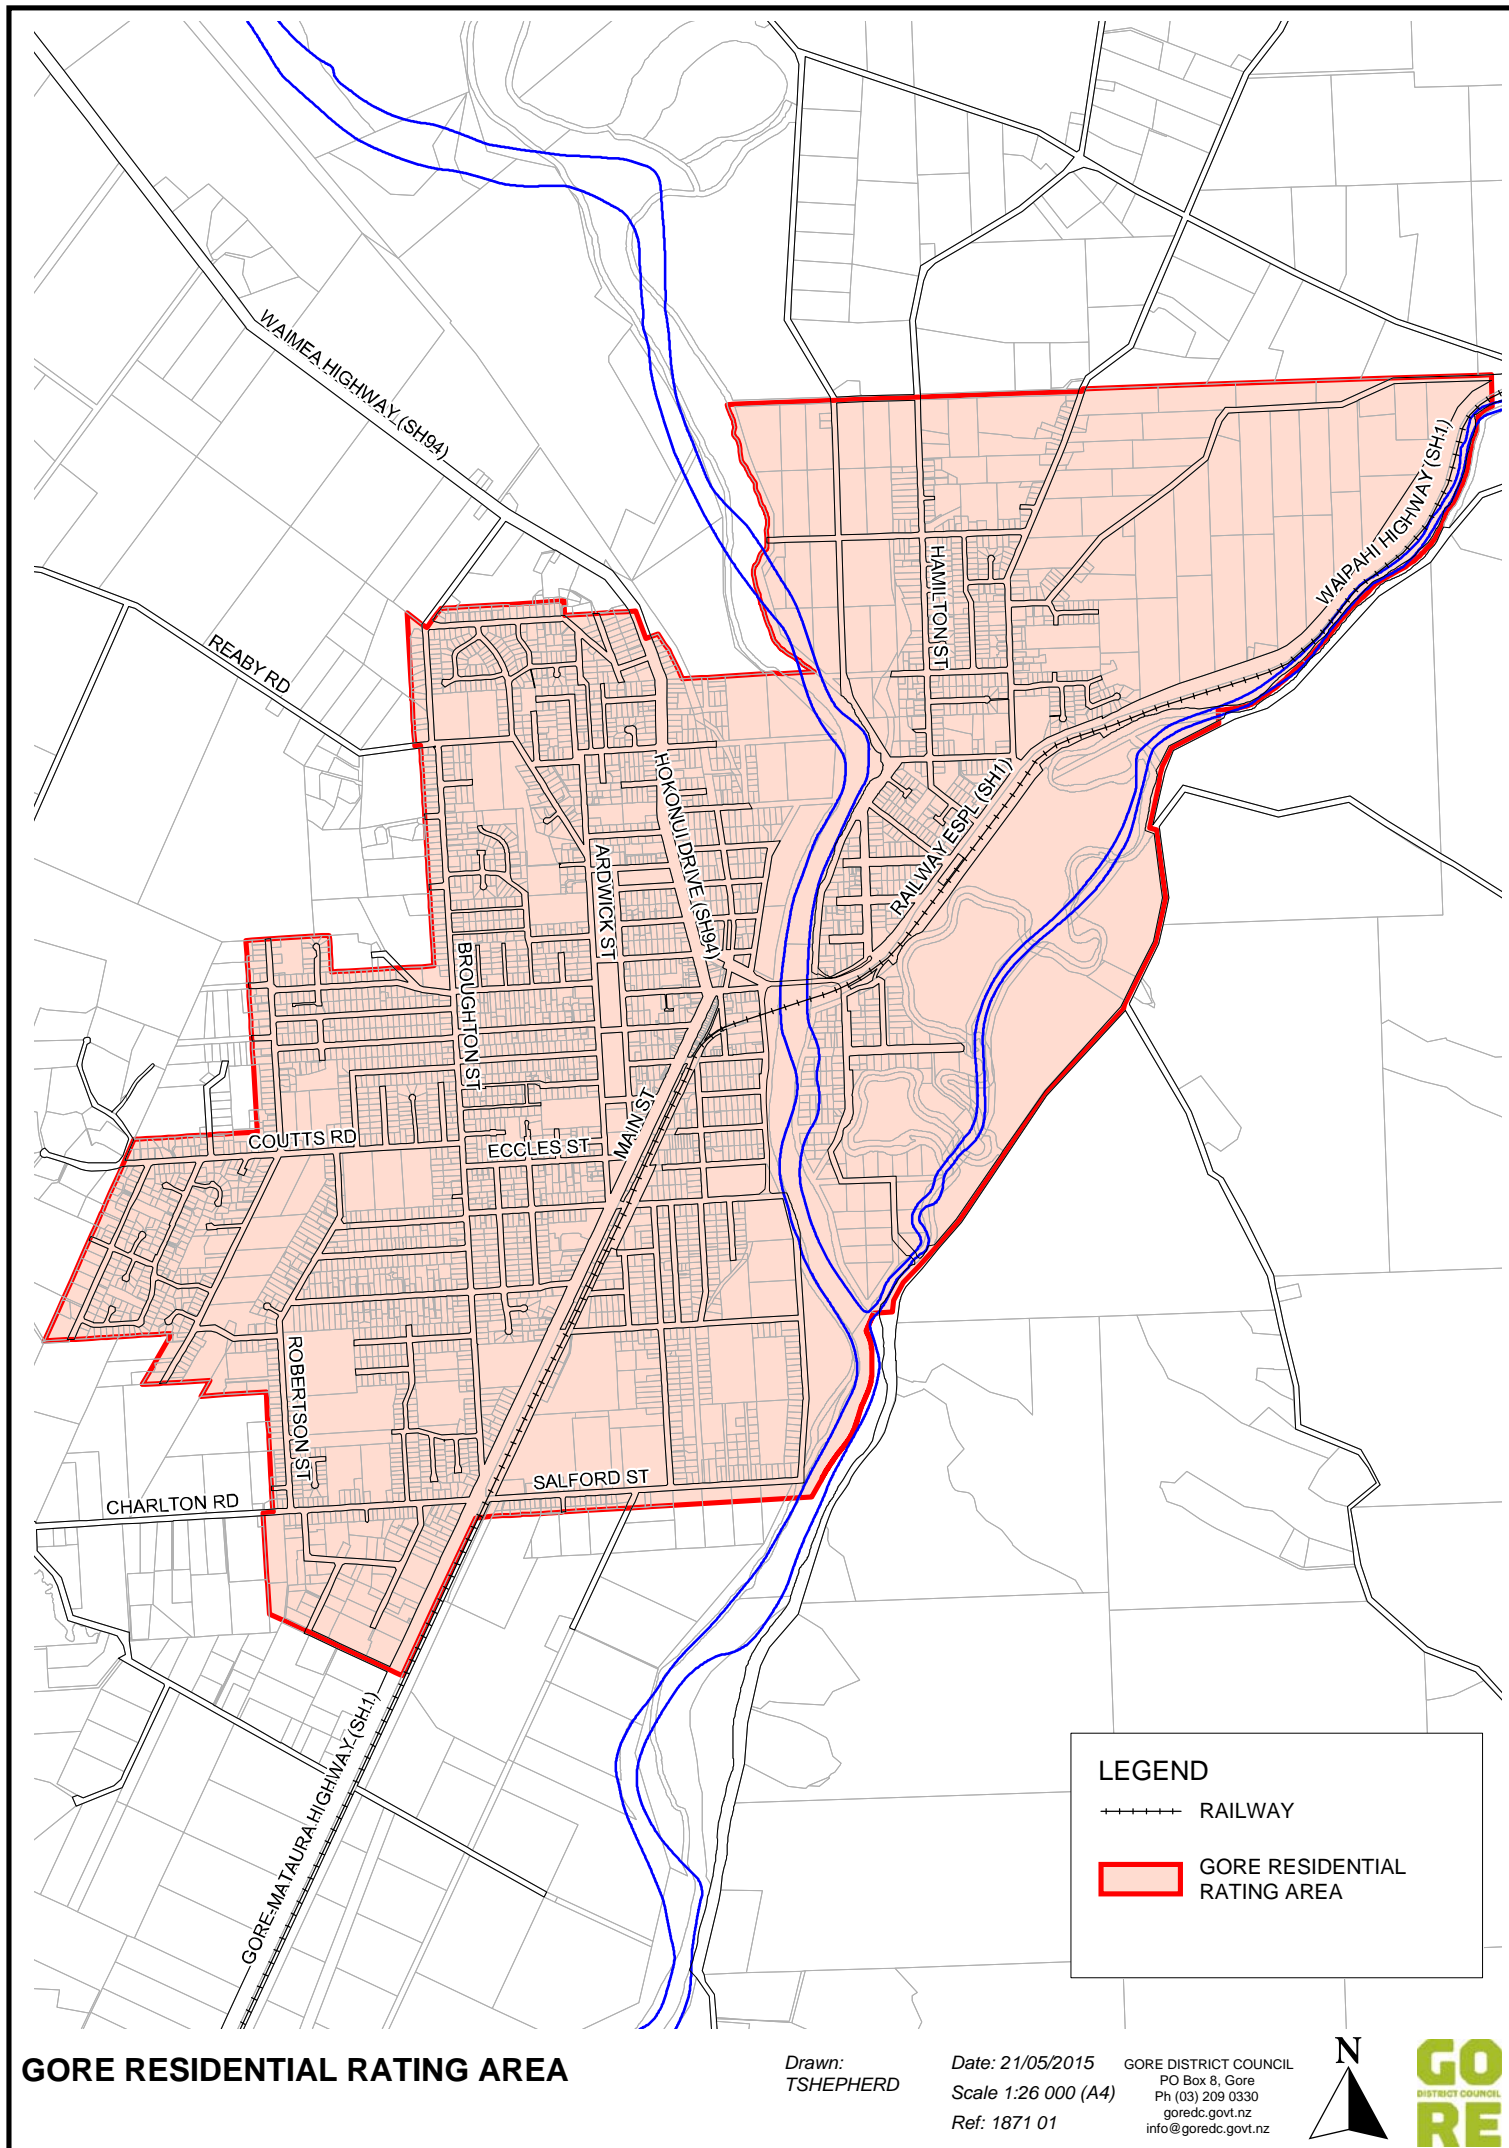 WAIMEA HIGHWAY (SH94)
REABY RD
HAMILTON ST
WAIPAHI HIGHWAY (SH1)
HOKONUI DRIVE (SH94)
RAILWAY ESPL (SH1)
ARDWICK ST
BROUGHTON ST
MAIN ST
COUTTS RD
ECCLES ST
ROBERTSON ST
SALFORD ST
CHARLTON RD
GORE-MATAURA HIGHWAY (SH1)
LEGEND
RAILWAY
GORE RESIDENTIAL
RATING AREA
GORE RESIDENTIAL RATING AREA
Drawn:
TSHEPHERD
Date: 21/05/2015
Scale 1:26 000 (A4)
Ref: 1871 01
GORE DISTRICT COUNCIL
PO Box 8, Gore
Ph (03) 209 0330
goredc.govt.nz
info@goredc.govt.nz
N
GO
DISTRICT COUNCIL
RE